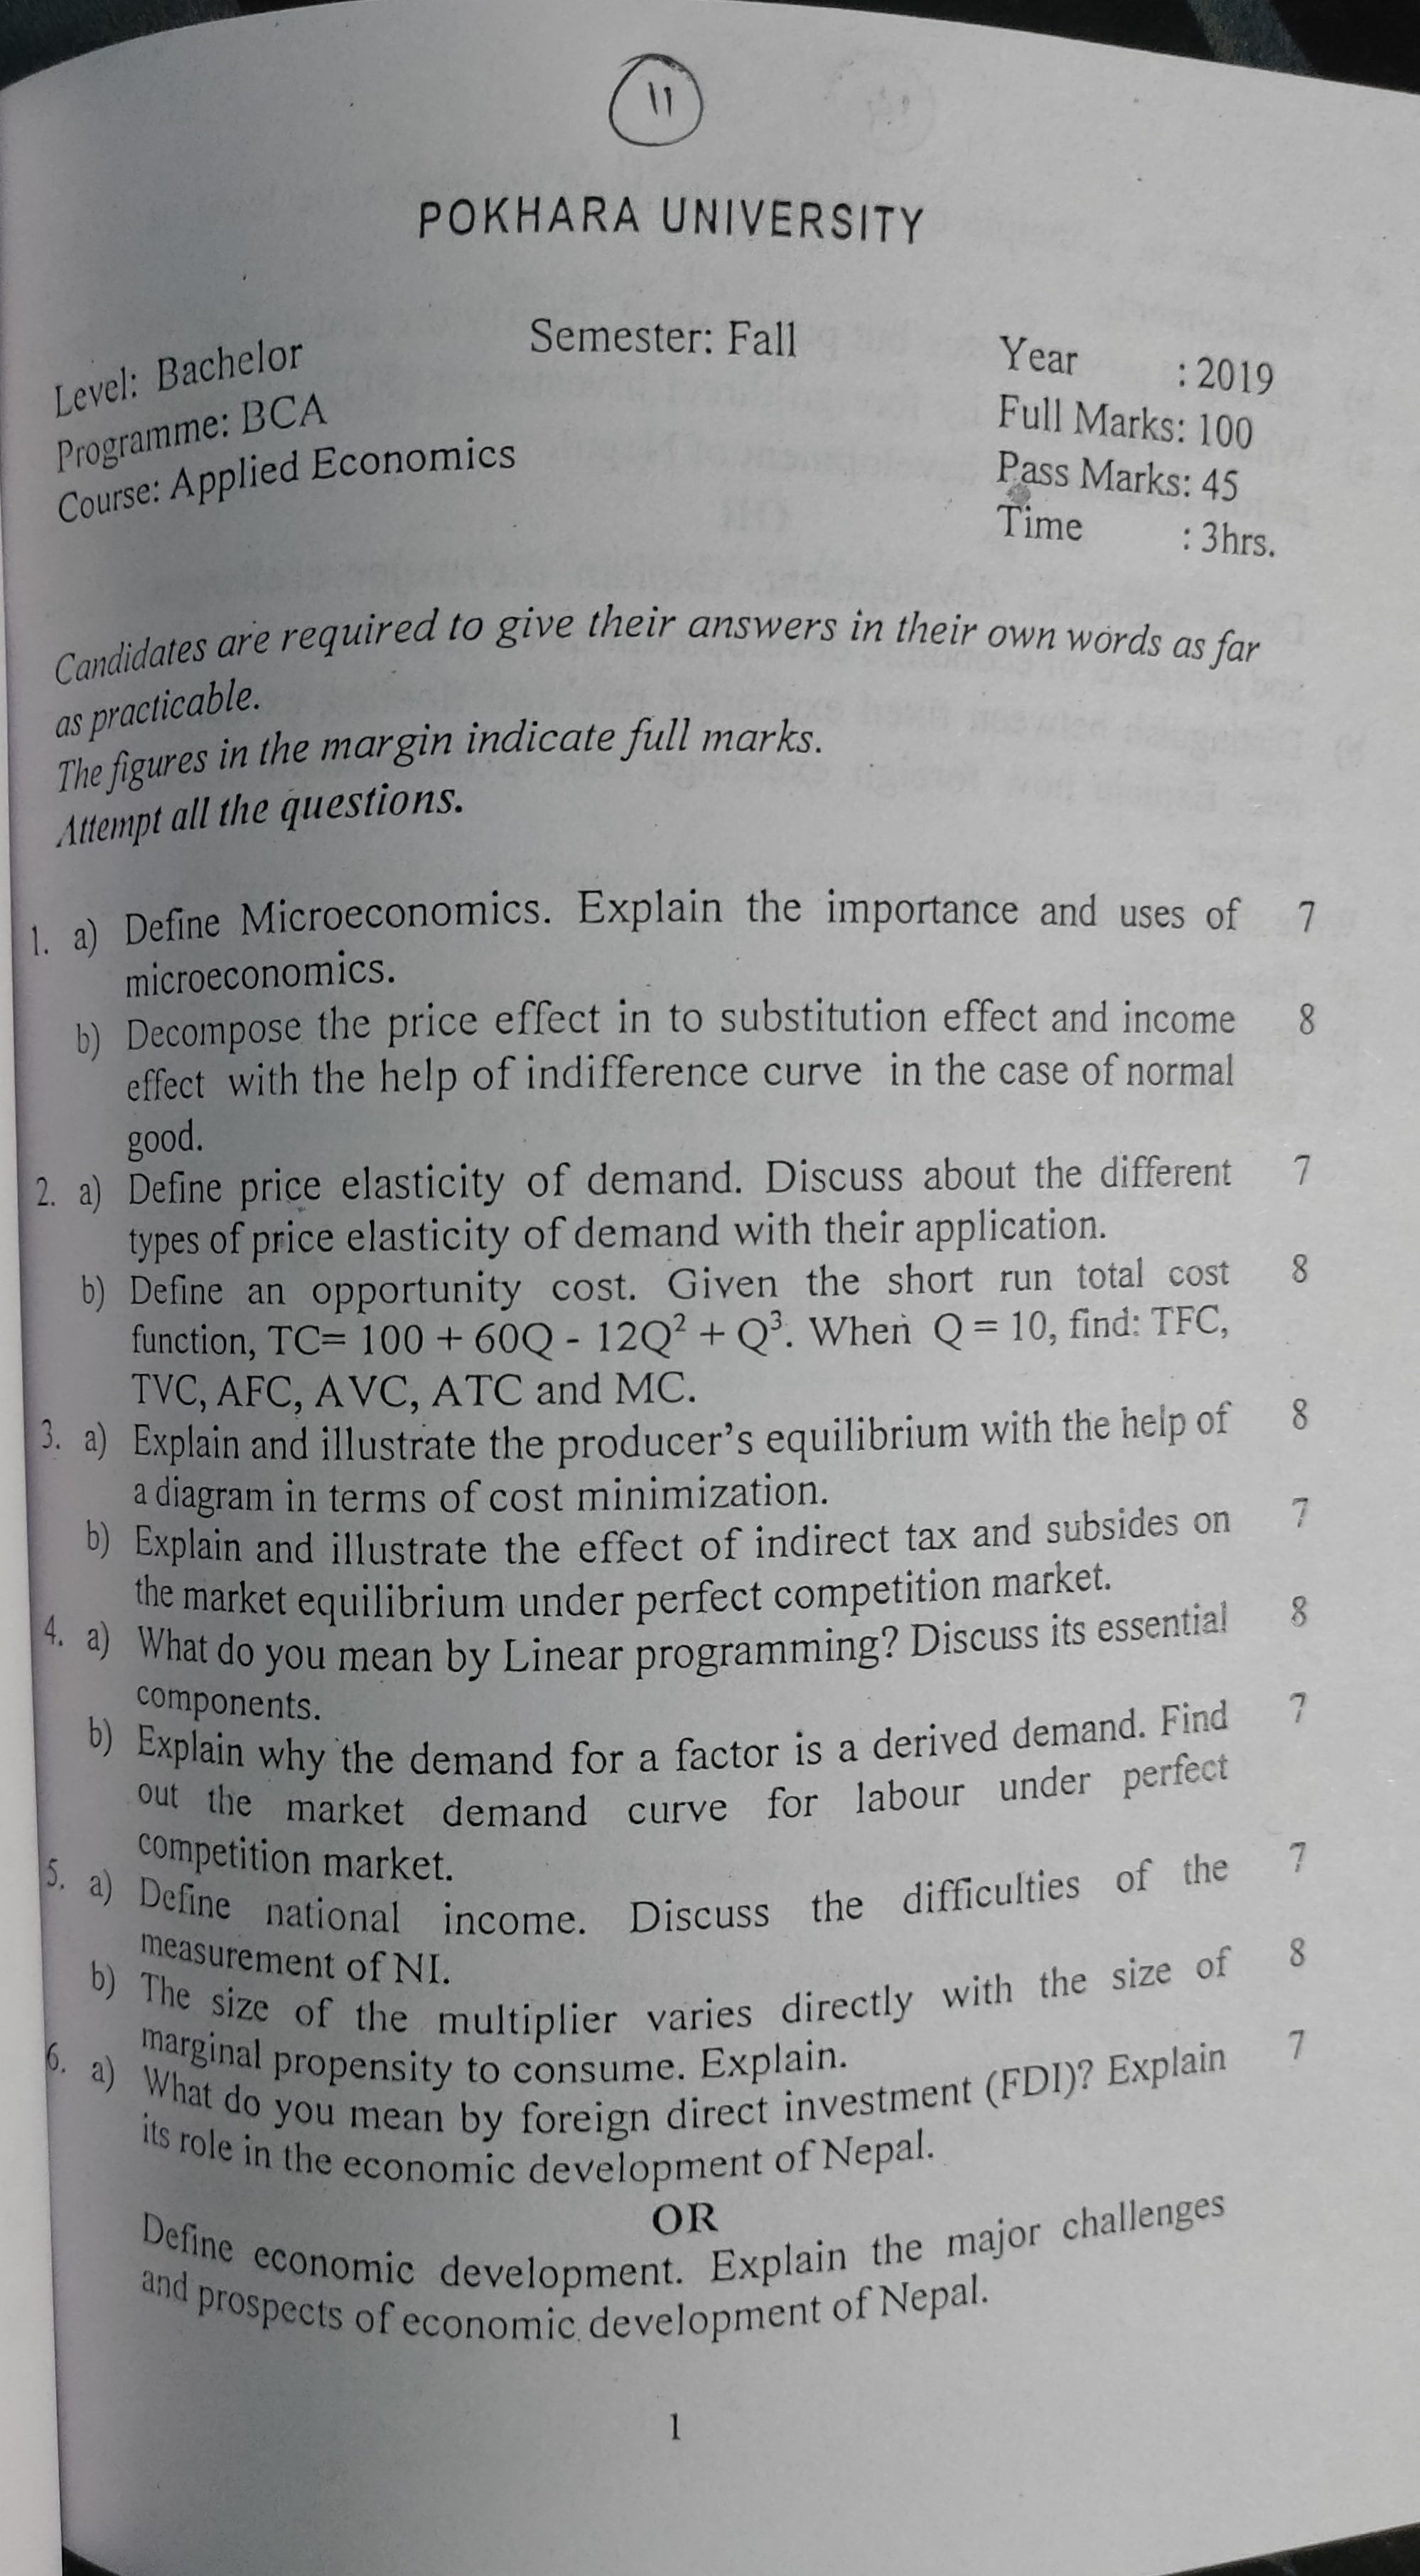 11
POKHARA UNIVERSITY
Level: Bachelor Semester: Fall Year : 2019
Programme: BCA Full Marks: 100
Course: Applied Economics Pass Marks: 45
Time : 3hrs.
Candidates are required to give their answers in their own words as far
as practicable.
The figures in the margin indicate full marks.
Attempt all the questions.
1. a) Define Microeconomics. Explain the importance and uses of 7
microeconomics.
b) Decompose the price effect in to substitution effect and income 8
effect with the help of indifference curve in the case of normal
good.
2. a) Define price elasticity of demand. Discuss about the different 7
types of price elasticity of demand with their application.
b) Define an opportunity cost. Given the short run total cost 8
function, TC= 100 + 60Q - 12Q² + Q³. When Q = 10, find: TFC,
TVC, AFC, AVC, ATC and MC.
3. a) Explain and illustrate the producer's equilibrium with the help of 8
a diagram in terms of cost minimization.
b) Explain and illustrate the effect of indirect tax and subsides on 7
the market equilibrium under perfect competition market.
4. a) What do you mean by Linear programming? Discuss its essential 8
components.
b) Explain why the demand for a factor is a derived demand. Find 7
out the market demand curve for labour under perfect
competition market.
5. a) Define national income. Discuss the difficulties of the 7
measurement of NI.
b) The size of the multiplier varies directly with the size of 8
marginal propensity to consume. Explain.
6. a) What do you mean by foreign direct investment (FDI)? Explain 7
its role in the economic development of Nepal.
OR
Define economic development. Explain the major challenges
and prospects of economic development of Nepal.
1